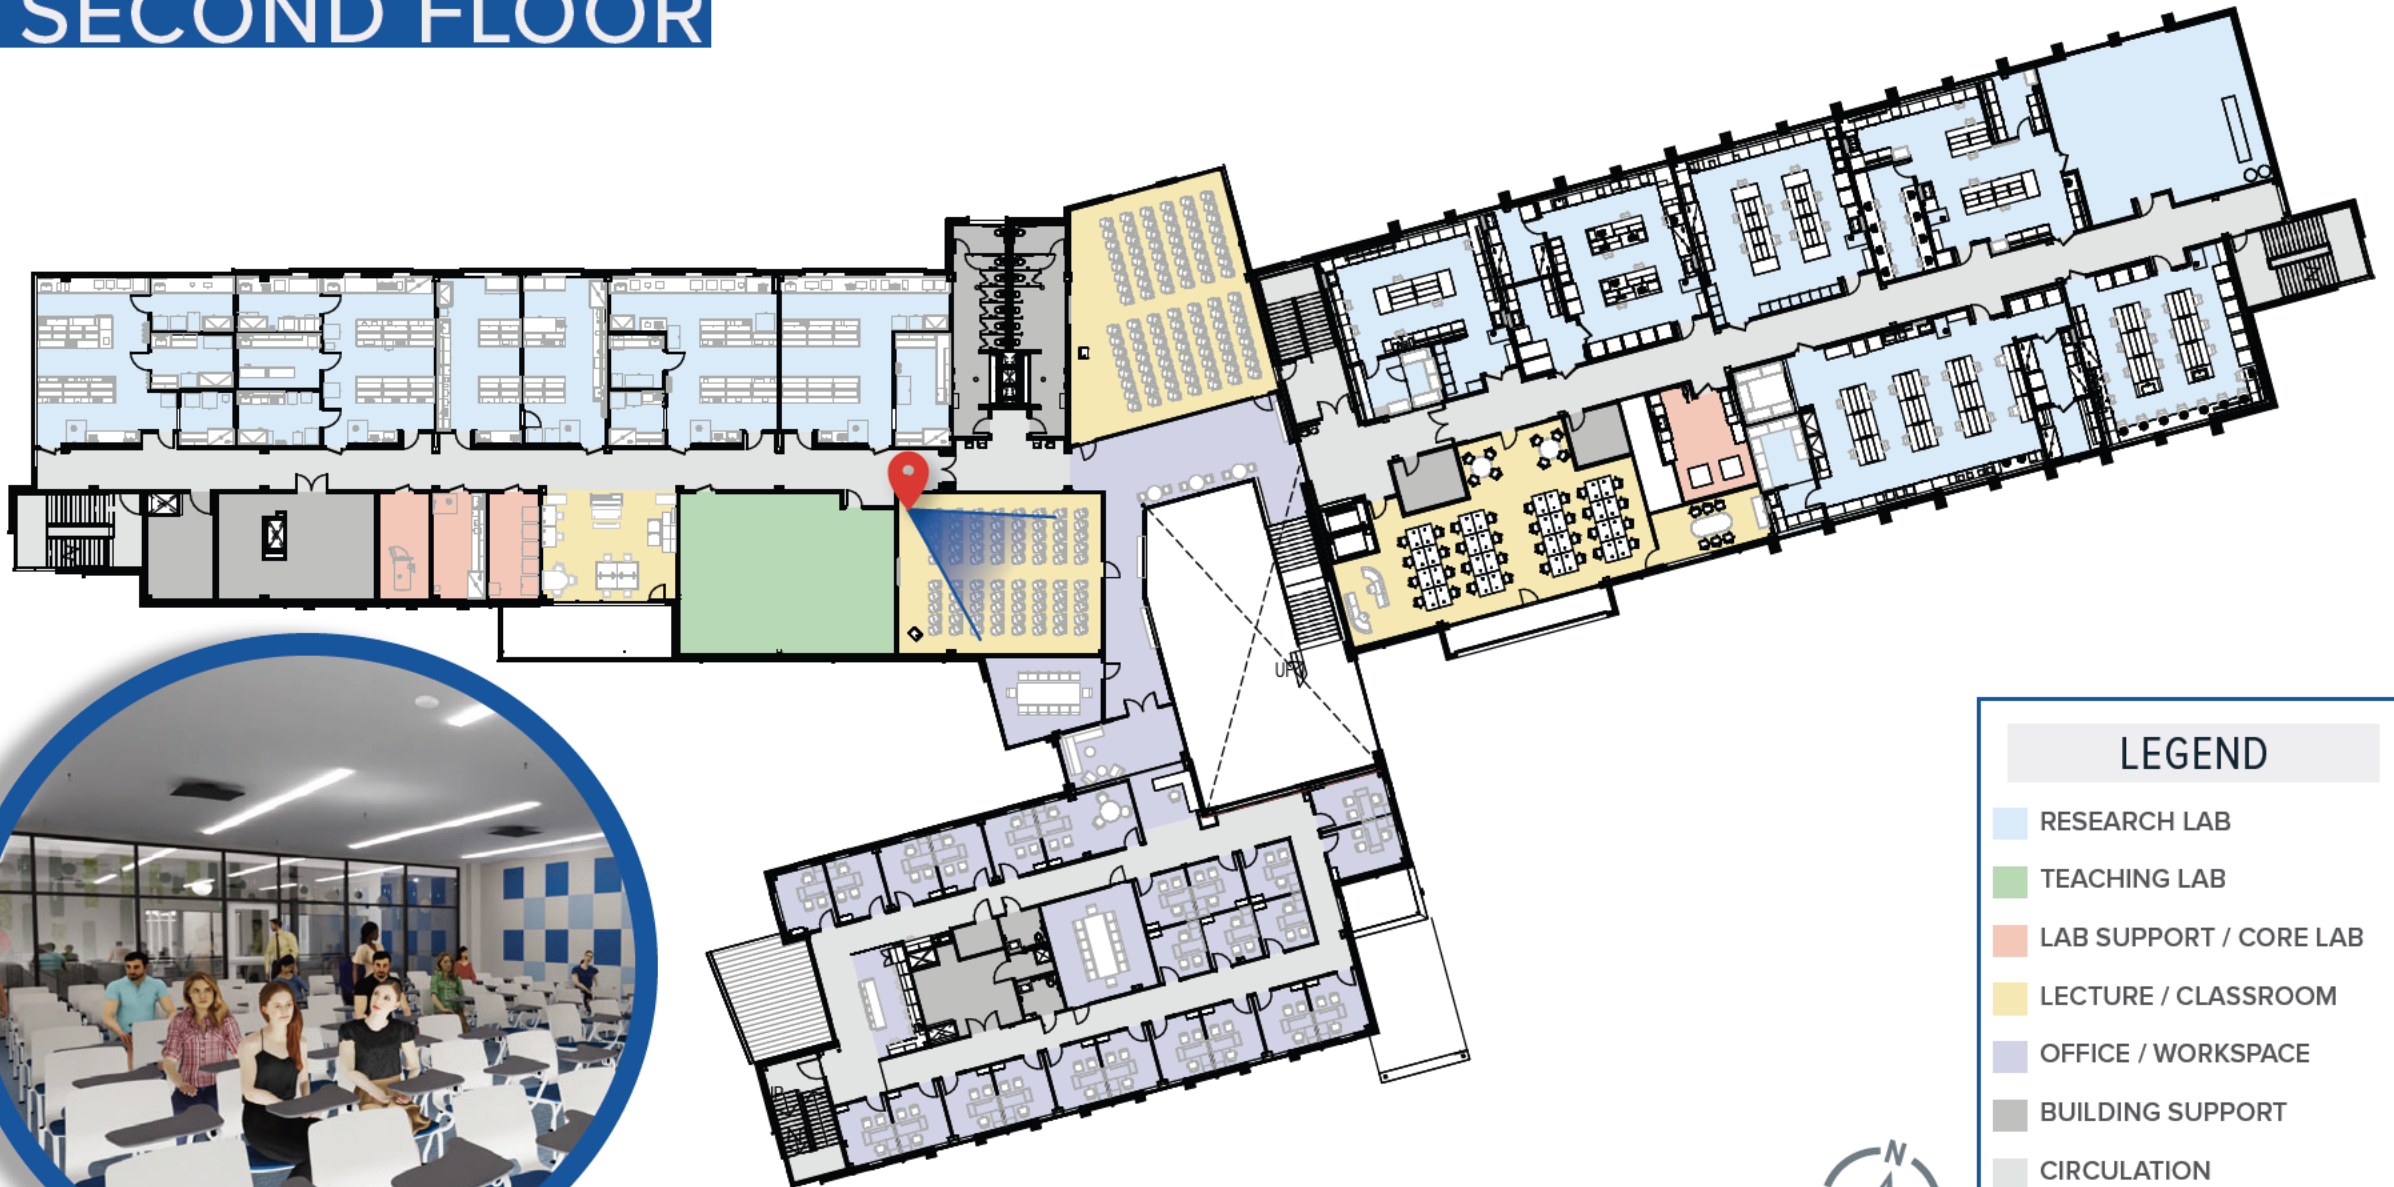 SECOND FLOOR
UP
LEGEND
RESEARCH LAB
TEACHING LAB
LAB SUPPORT / CORE LAB
LECTURE / CLASSROOM
OFFICE / WORKSPACE
BUILDING SUPPORT
CIRCULATION
N